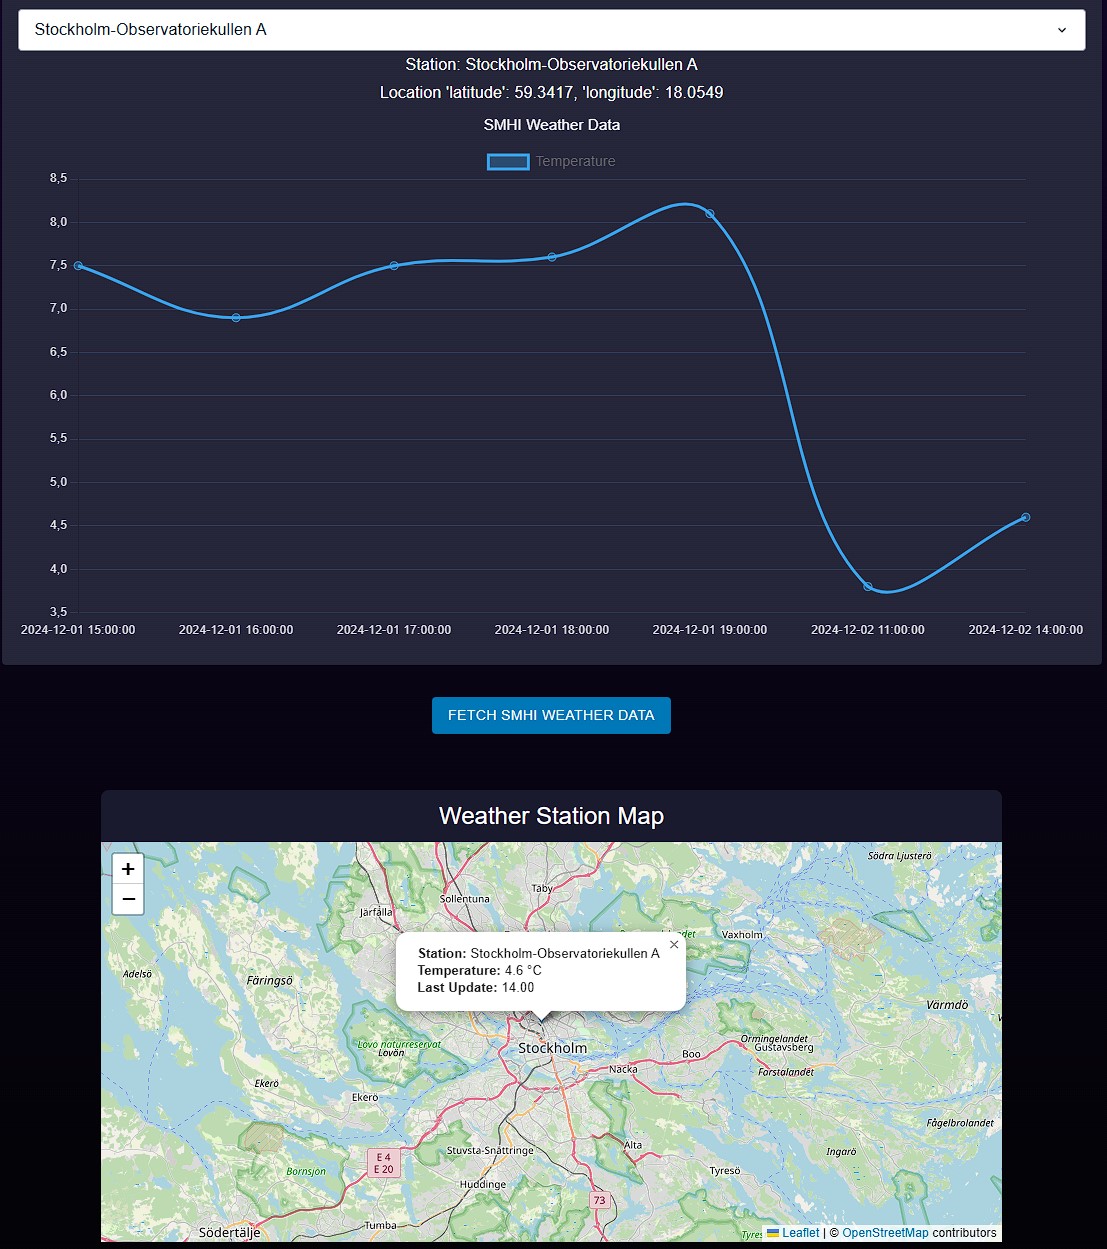 Stockholm-Observatoriekullen A
Station: Stockholm-Observatoriekullen A
Location 'latitude': 59.3417, 'longitude': 18.0549
SMHI Weather Data
Temperature
8,5
8,0
7,5
7,0
6,5
6,0
5,5
5,0
4,5
4,0
3,5
2024-12-01 15:00:00 2024-12-01 16:00:00 2024-12-01 17:00:00 2024-12-01 18:00:00 2024-12-01 19:00:00 2024-12-02 11:00:00 2024-12-02 14:00:00
FETCH SMHI WEATHER DATA
Weather Station Map
+
−
Södra Ljusterö
Täby
Sollentuna
Järfälla
Vaxholm
×
Station: Stockholm-Observatoriekullen A
Temperature: 4.6 °C
Last Update: 14.00
Adelsö
Färingsö
Värmdö
Lovö naturreservat
Lovön
Stockholm
Ormingelandet
Gustavsberg
Boo
Nacka
Farstalandet
Ekerö
Ekerö
Fågelbrolandet
Älta
Stuvsta-Snättringe
Ingarö
E 4
E 20
Bornsjön
Tyresö
Huddinge
73
Tumba
Södertälje
Leaflet | © OpenStreetMap contributors